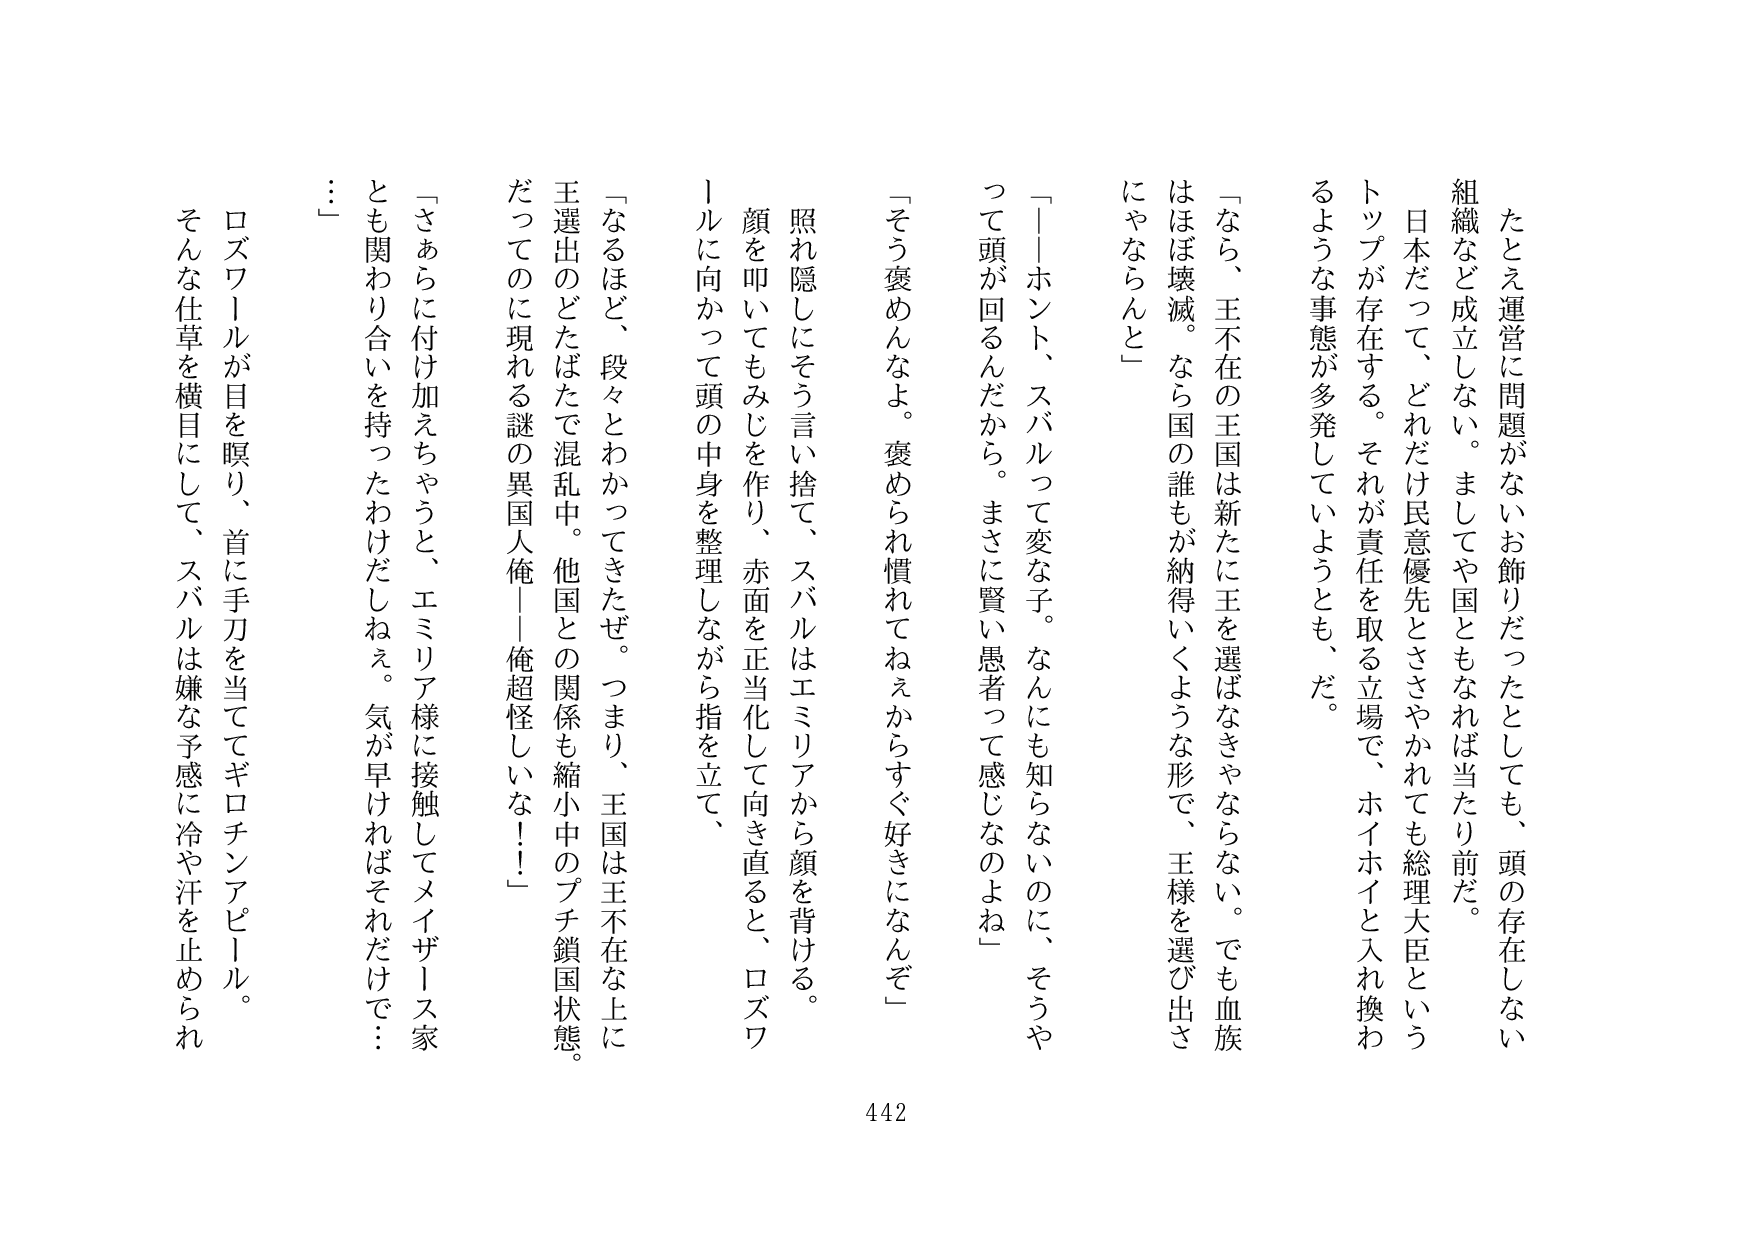 たとえ運営に問題がないお飾りだったとしても、頭の存在しない
組織など成立しない。ましてや国ともなれば当たり前だ。
日本だって、どれだけ民意優先とささやかれても総理大臣という
トップが存在する。それが責任を取る立場で、ホイホイと入れ換わ
るような事態が多発していようとも、だ。
「なら、王不在の王国は新たに王を選ばなきゃならない。でも血族
はほぼ壊滅。なら国の誰もが納得いくような形で、王様を選び出さ
にゃならんと」
「――ホント、スバルって変な子。なんにも知らないのに、そうや
って頭が回るんだから。まさに賢い愚者って感じなのよね」
「そう褒めんなよ。褒められ慣れてねぇからすぐ好きになんぞ」
照れ隠しにそう言い捨て、スバルはエミリアから顔を背ける。
顔を叩いてもみじを作り、赤面を正当化して向き直ると、ロズワ
ールに向かって頭の中身を整理しながら指を立て、
「なるほど、段々とわかってきたぜ。つまり、王国は王不在な上に
王選出のどたばたで混乱中。他国との関係も縮小中のプチ鎖国状態。
だってのに現れる謎の異国人俺――俺超怪しいな！！」
「さぁらに付け加えちゃうと、エミリア様に接触してメイザース家
とも関わり合いを持ったわけだしねぇ。気が早ければそれだけで…
…」
ロズワールが目を瞑り、首に手刀を当ててギロチンアピール。
そんな仕草を横目にして、スバルは嫌な予感に冷や汗を止められ
442